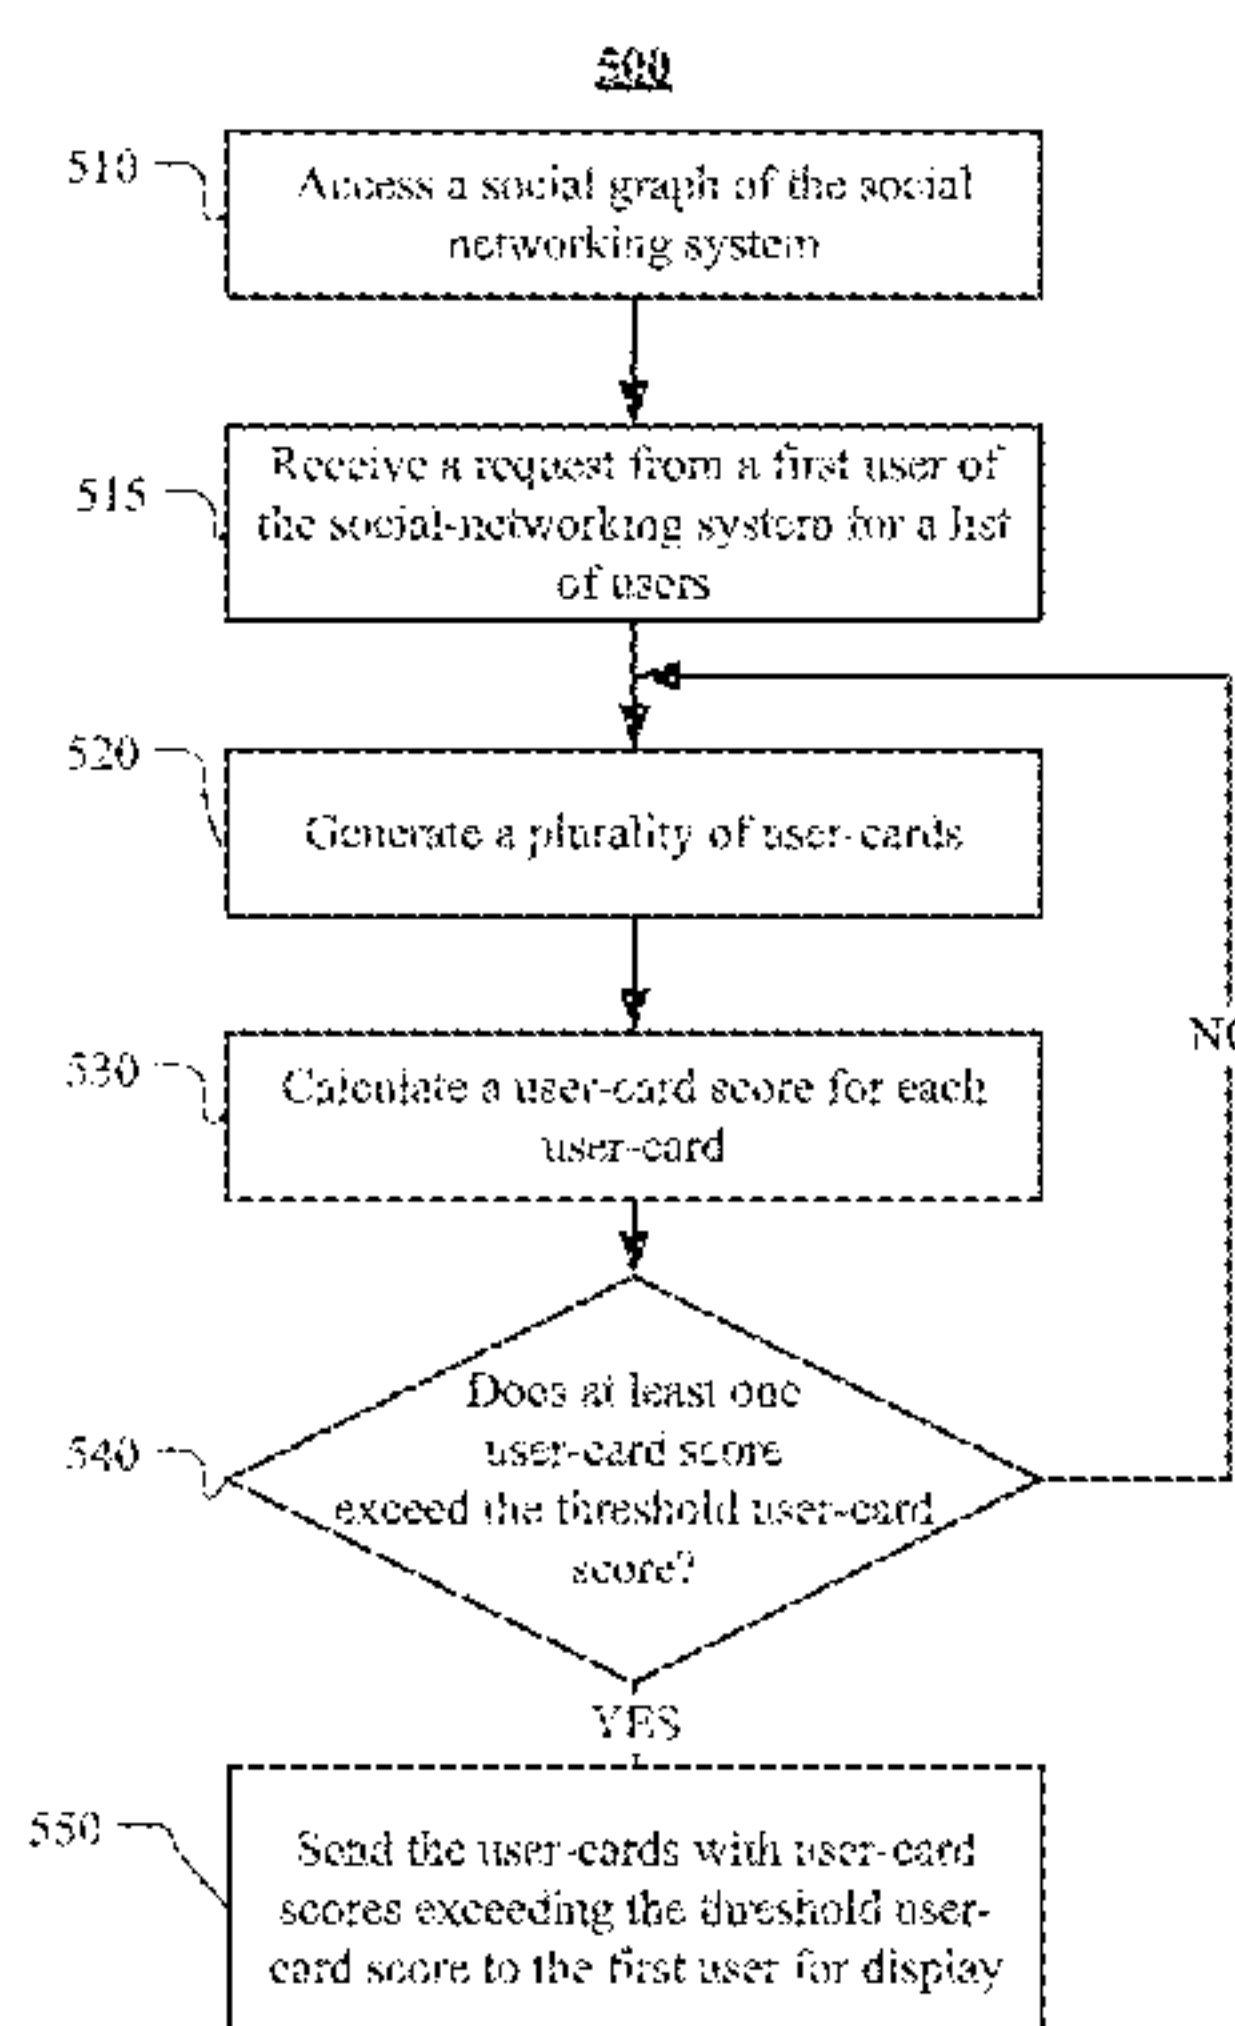 500
510
Access a social graph of the social
networking system
515
Receive a request from a first user of
the social-networking system for a list
of users
520
Generate a plurality of user-cards
530
Calculate a user-card score for each
user-card
NO
540
Does at least one
user-card score
exceed the threshold user-card
score?
YES
550
Send the user-cards with user-card
scores exceeding the threshold user-
card score to the first user for display